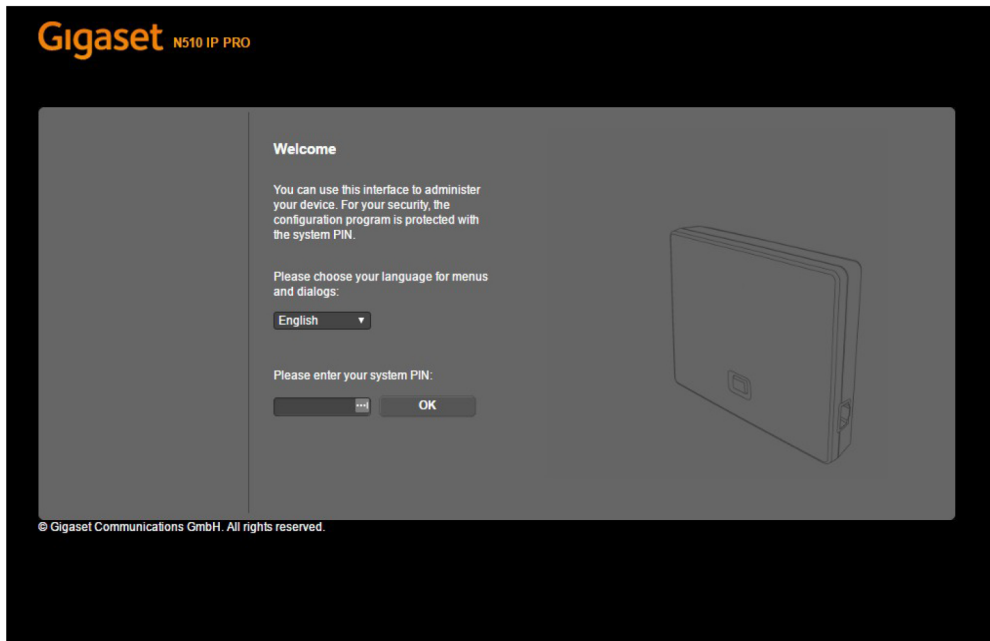 Gigaset N510 IP PRO
Welcome
You can use this interface to administer
your device. For your security, the
configuration program is protected with
the system PIN.
Please choose your language for menus
and dialogs:
English
Please enter your system PIN:
OK
© Gigaset Communications GmbH. All rights reserved.